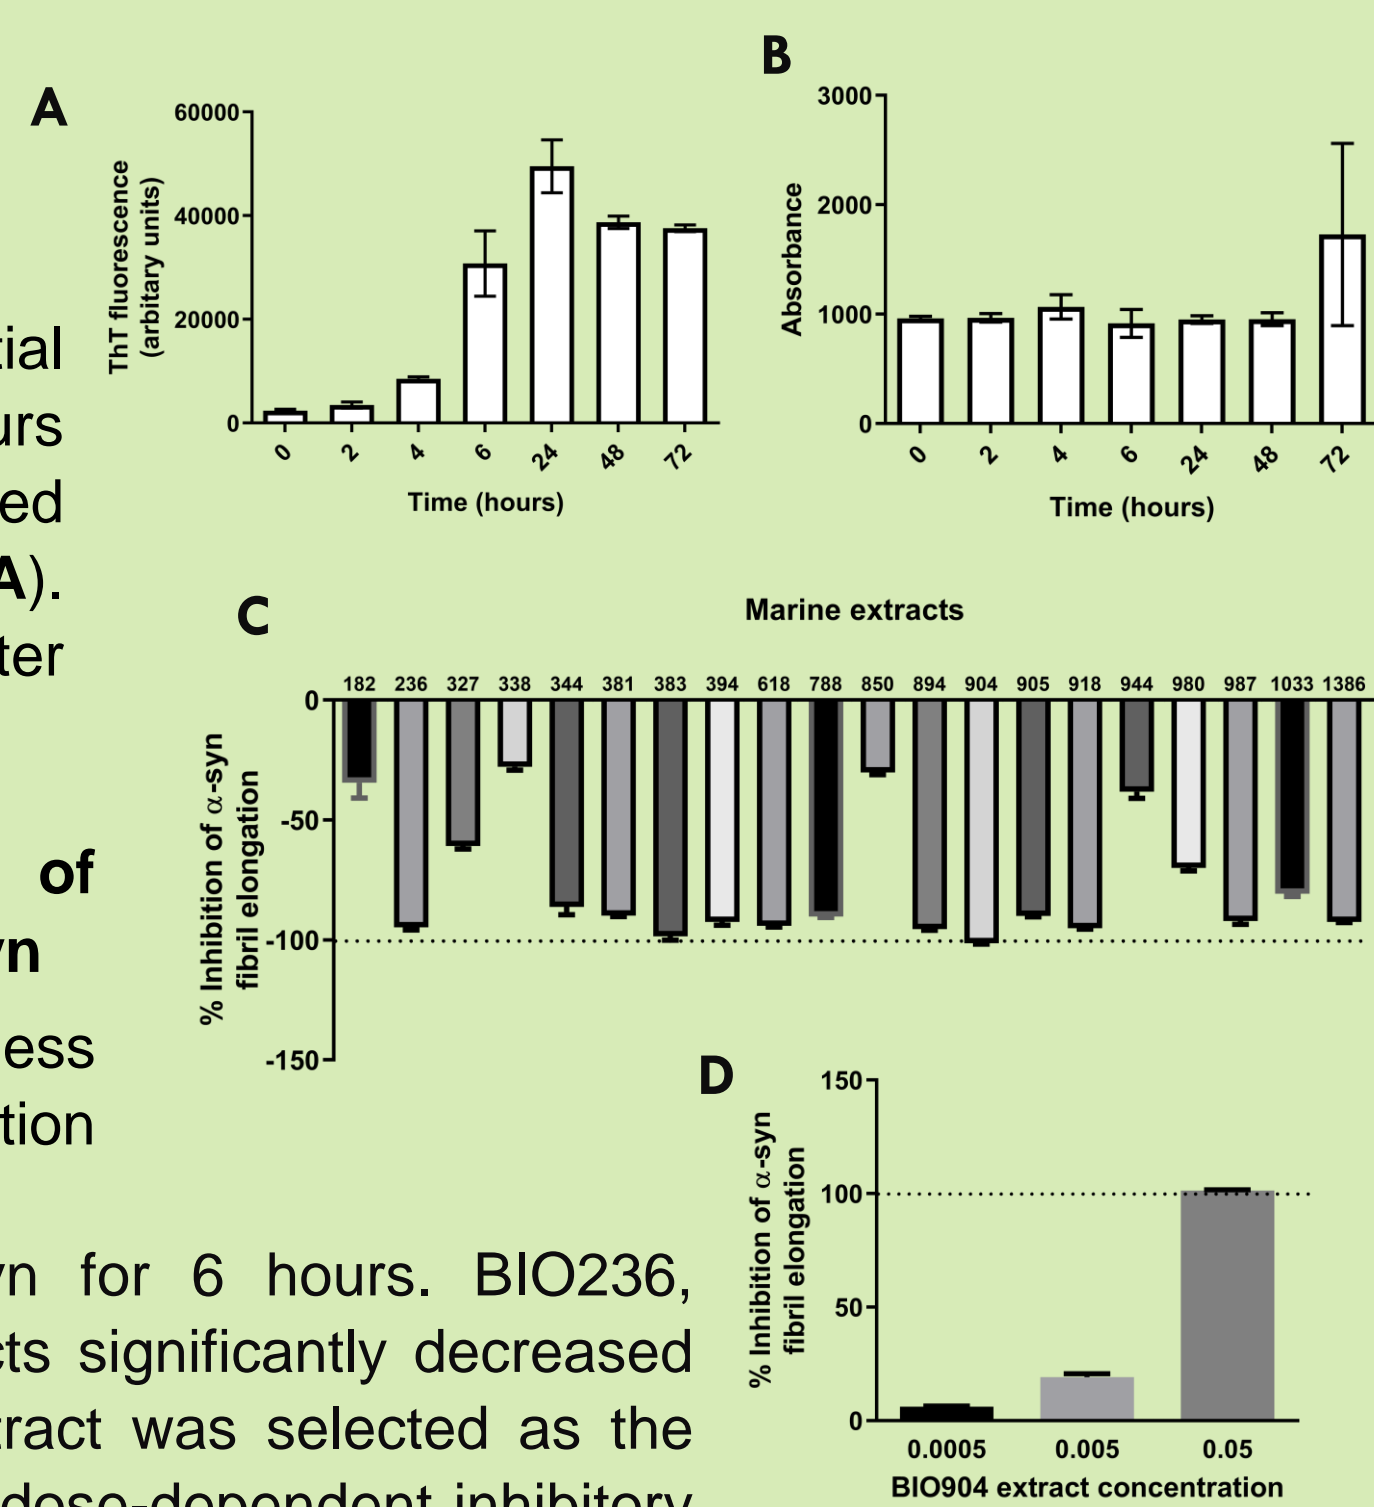 A
60000
40000
20000
0
ThT fluorescence
(arbitary units)
0 2 4 6 24 48 72
Time (hours)
B
3000
2000
1000
0
Absorbance
0 2 4 6 24 48 72
Time (hours)
tial
urs
ed
A).
ter
C
Marine extracts
182 236 327 338 344 381 383 394 618 788 850 894 904 905 918 944 980 987 1033 1386
0
-50
-100
-150
% Inhibition of α-syn
fibril elongation
of
yn
ess
tion
D
150
100
50
0
% Inhibition of α-syn
fibril elongation
0.0005 0.005 0.05
BIO904 extract concentration
yn for 6 hours. BIO236,
cts significantly decreased
tract was selected as the
dose-dependent inhibitory